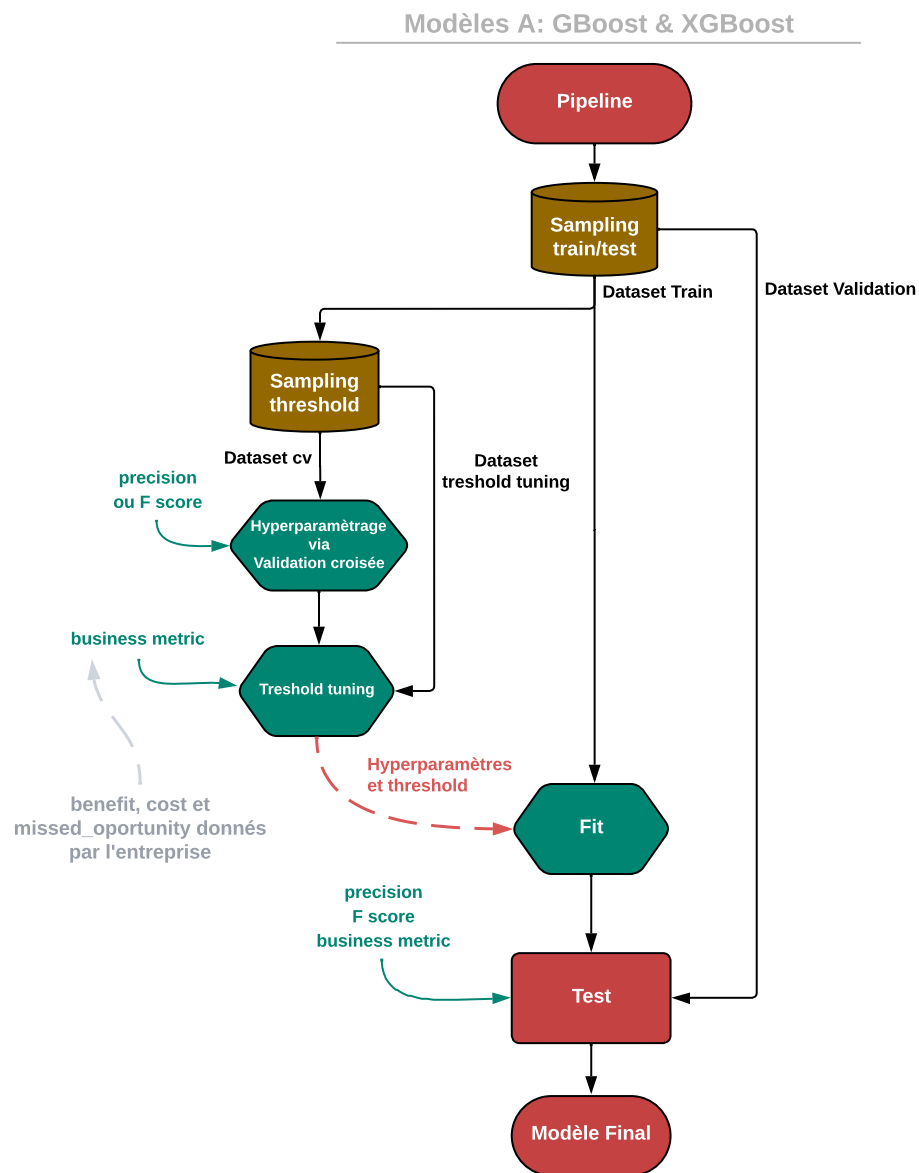 Modèles A: GBoost & XGBoost
Pipeline
Sampling
train/test
Dataset Train
Dataset Validation
Sampling
threshold
Dataset cv
Dataset
treshold tuning
precision
ou F score
Hyperparamètrage
via
Validation croisée
business metric
Treshold tuning
Hyperparamètres
et threshold
benefit, cost et
missed_oportunity donnés
par l'entreprise
Fit
precision
F score
business metric
Test
Modèle Final